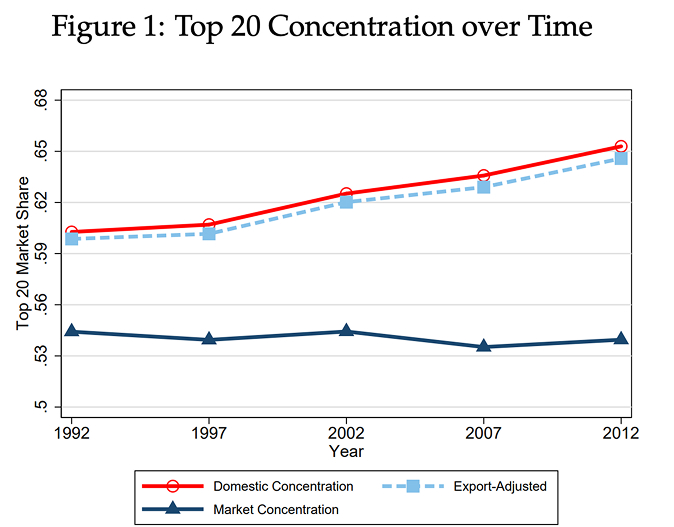 Figure 1: Top 20 Concentration over Time
.68
.65
.62
.59
.56
.53
.5
Top 20 Market Share
1992 1997 2002 2007 2012
Year
Domestic Concentration Export-Adjusted
Market Concentration